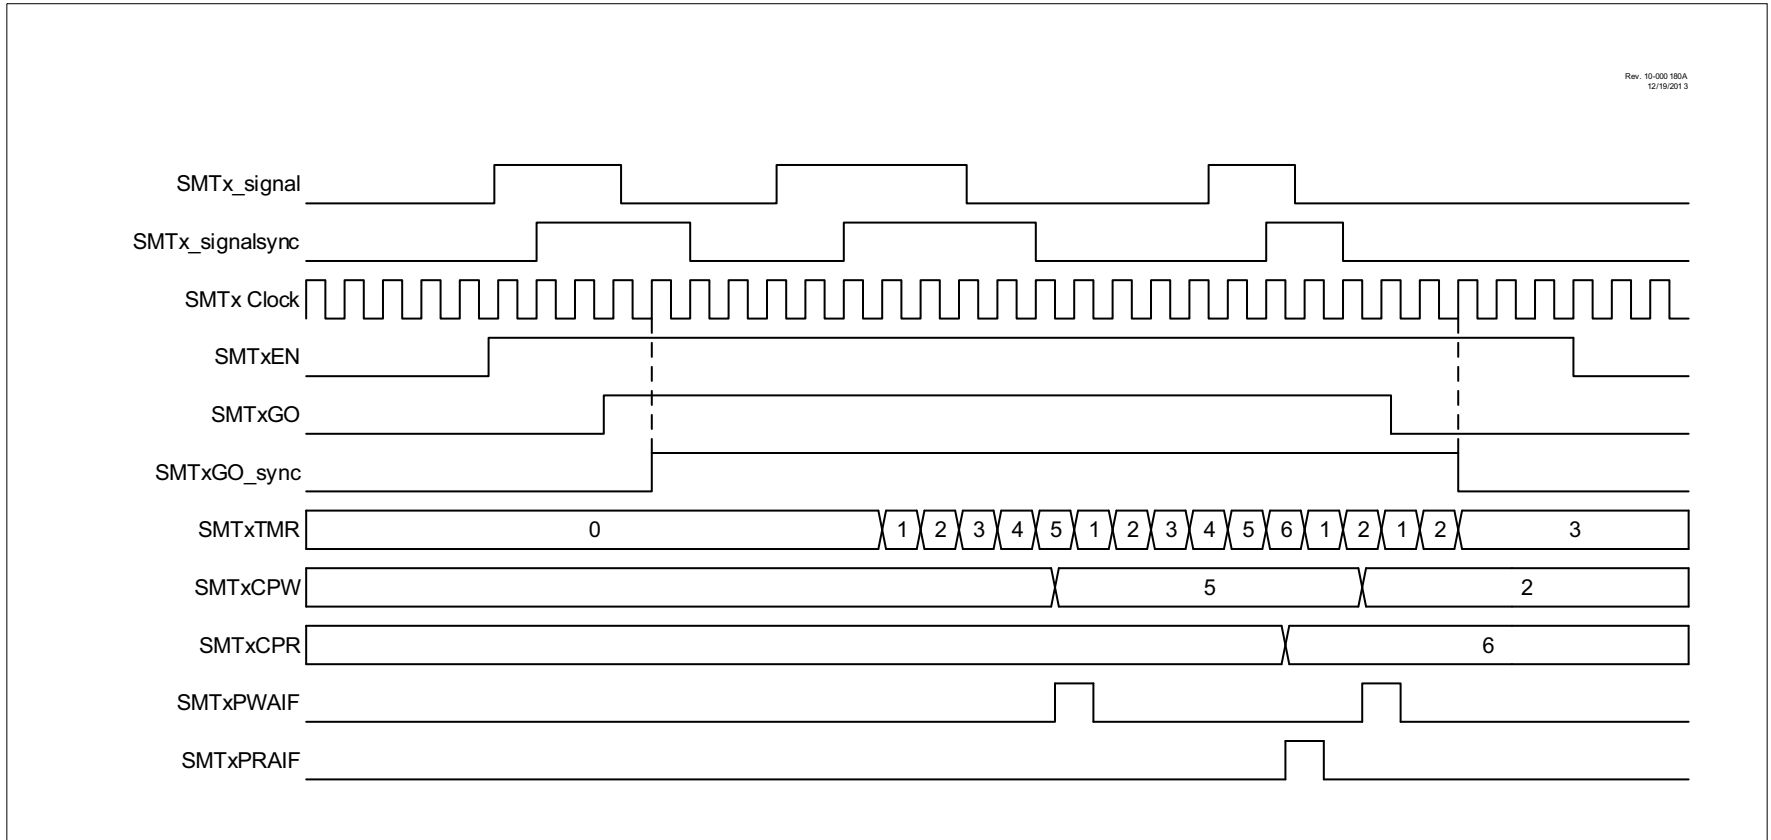 Rev. 10-000 180A
12/19/201 3
SMTx_signal
SMTx_signalsync
SMTx Clock
SMTxEN
SMTxGO
SMTxGO_sync
SMTxTMR 0 1 2 3 4 5 1 2 3 4 5 6 1 2 1 2 3
SMTxCPW 5 2
SMTxCPR 6
SMTxPWAIF
SMTxPRAIF